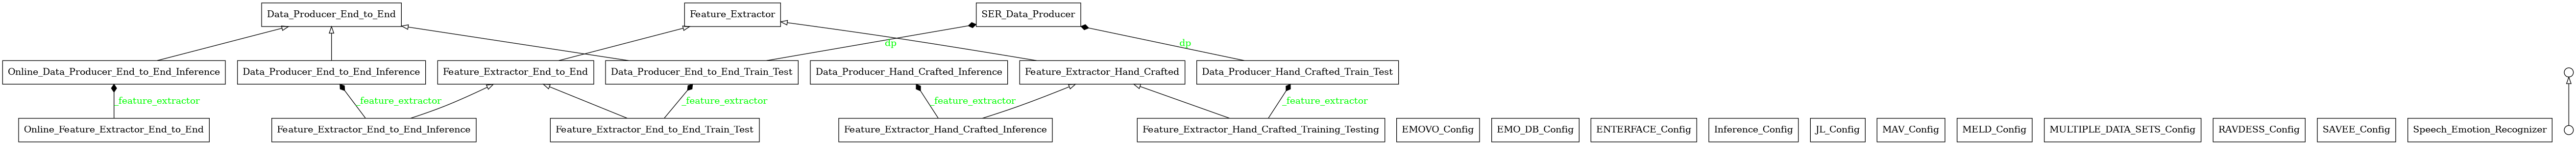 Data_Producer_End_to_End
Feature_Extractor
SER_Data_Producer
dp
dp
Online_Data_Producer_End_to_End_Inference
Data_Producer_End_to_End_Inference
Feature_Extractor_End_to_End
Data_Producer_End_to_End_Train_Test
Data_Producer_Hand_Crafted_Inference
Feature_Extractor_Hand_Crafted
Data_Producer_Hand_Crafted_Train_Test
_feature_extractor
_feature_extractor
_feature_extractor
_feature_extractor
_feature_extractor
Online_Feature_Extractor_End_to_End
Feature_Extractor_End_to_End_Inference
Feature_Extractor_End_to_End_Train_Test
Feature_Extractor_Hand_Crafted_Inference
Feature_Extractor_Hand_Crafted_Training_Testing
EMOVO_Config
EMO_DB_Config
ENTERFACE_Config
Inference_Config
JL_Config
MAV_Config
MELD_Config
MULTIPLE_DATA_SETS_Config
RAVDESS_Config
SAVEE_Config
Speech_Emotion_Recognizer